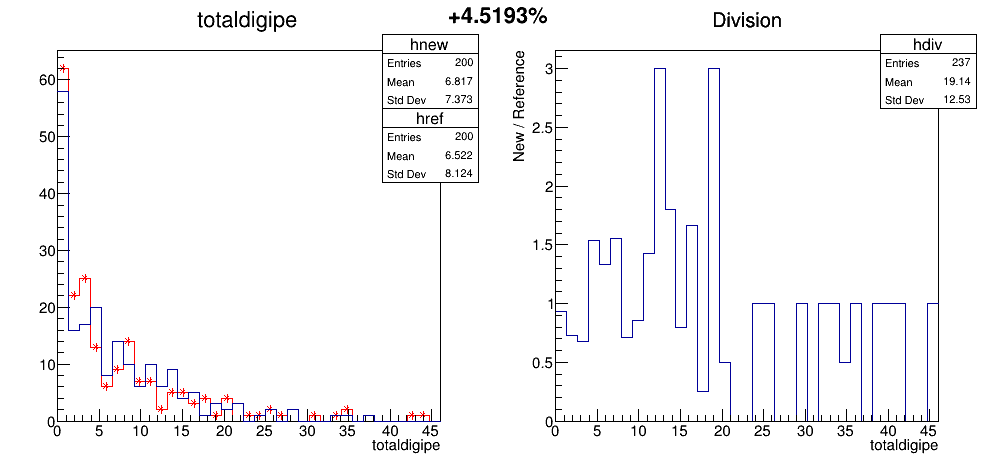 +4.5193%
totaldigipe
hnew
Entries 200
Mean 6.817
Std Dev 7.373
href
Entries 200
Mean 6.522
Std Dev 8.124
60
50
40
30
20
10
0
0 5 10 15 20 25 30 35 40 45
totaldigipe
Division
hdiv
Entries 237
Mean 19.14
Std Dev 12.53
New / Reference
3
2.5
2
1.5
1
0.5
0
0 5 10 15 20 25 30 35 40 45
totaldigipe